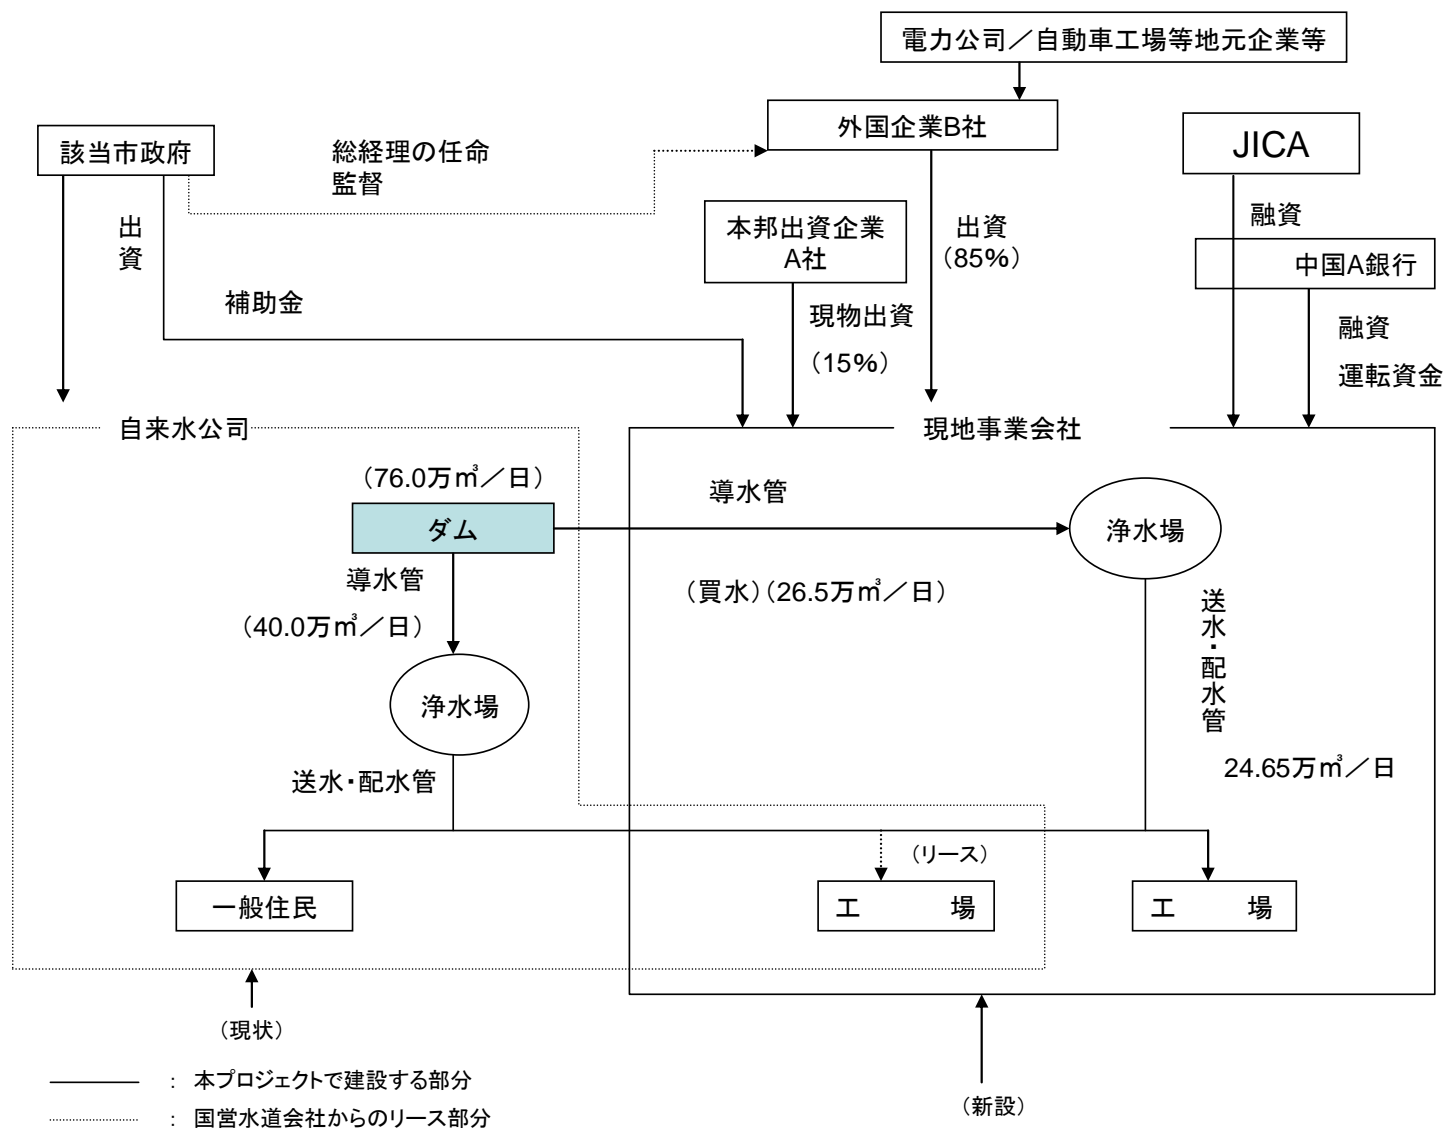 電力公司／自動車工場等地元企業等
外国企業B社
該当市政府
総経理の任命
監督
JICA
出資
本邦出資企業
A社
出資
(85%)
融資
中国A銀行
補助金
現物出資
(15%)
融資
運転資金
自来水公司
現地事業会社
(76.0万㎥／日)
ダム
導水管
浄水場
導水管
(40.0万㎥／日)
(買水)(26.5万㎥／日)
送水・配水管
浄水場
24.65万㎥／日
送水・配水管
(リース)
一般住民
工　場
工　場
(現状)
(新設)
： 本プロジェクトで建設する部分
： 国営水道会社からのリース部分